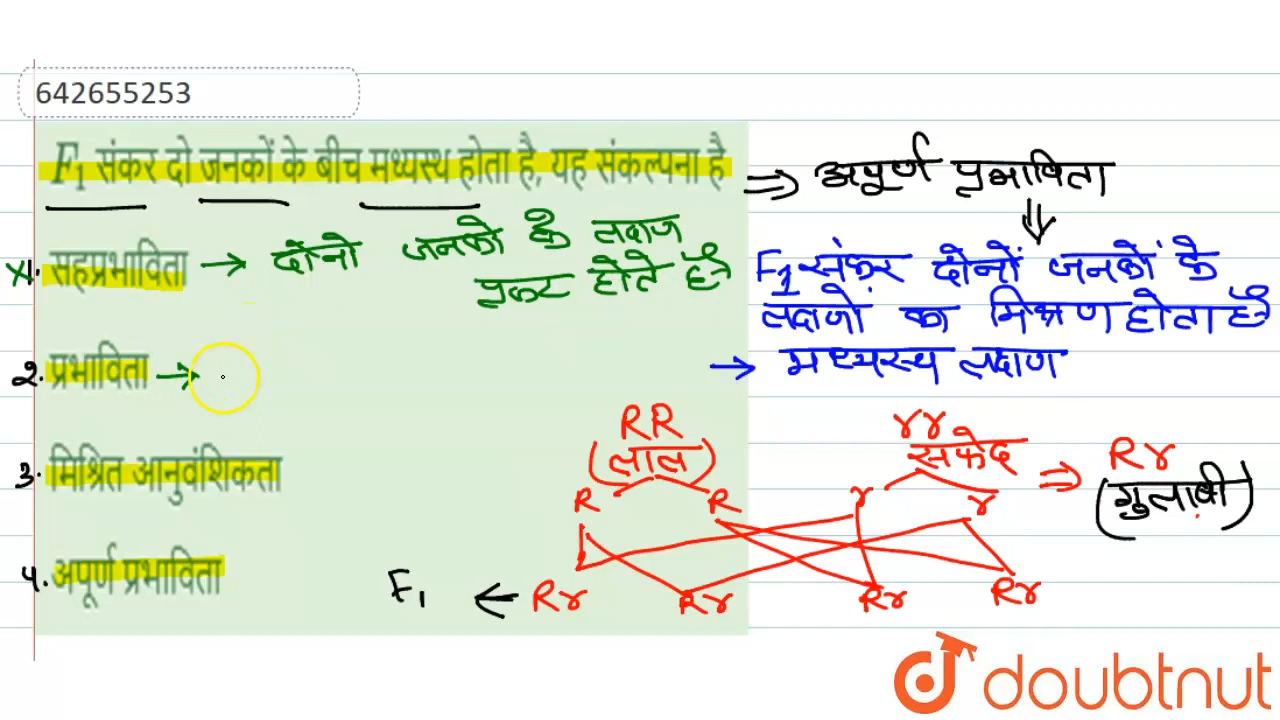 642655253
F₁ संकर दो जनकों के बीच मध्यस्थ होता है, यह संकल्पना है
⇒ अपूर्ण प्रभाविता
⇓
X1. सहप्रभाविता → दोनो जनको के लक्षण
प्रकट होते है
F₁ संकर दोनों जनकों के
लक्षणो का मिश्रण होता है
→ मध्यस्थ लक्षण
2. प्रभाविता →
3. मिश्रित आनुवंशिकता
4. अपूर्ण प्रभाविता
RR rr
(लाल) सफेद ⇒ Rr
(गुलाबी)
R R r r
F₁ ← Rr Rr Rr Rr
doubtnut